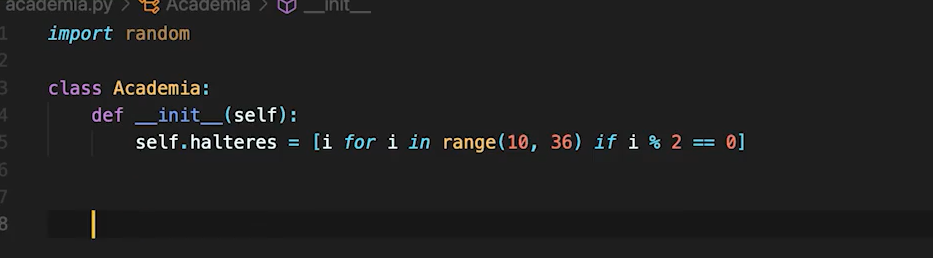 academia.py > Academia > __init__
1 import random
2
3 class Academia:
4 def __init__(self):
5 self.halteres = [i for i in range(10, 36) if i % 2 == 0]
6
7
8